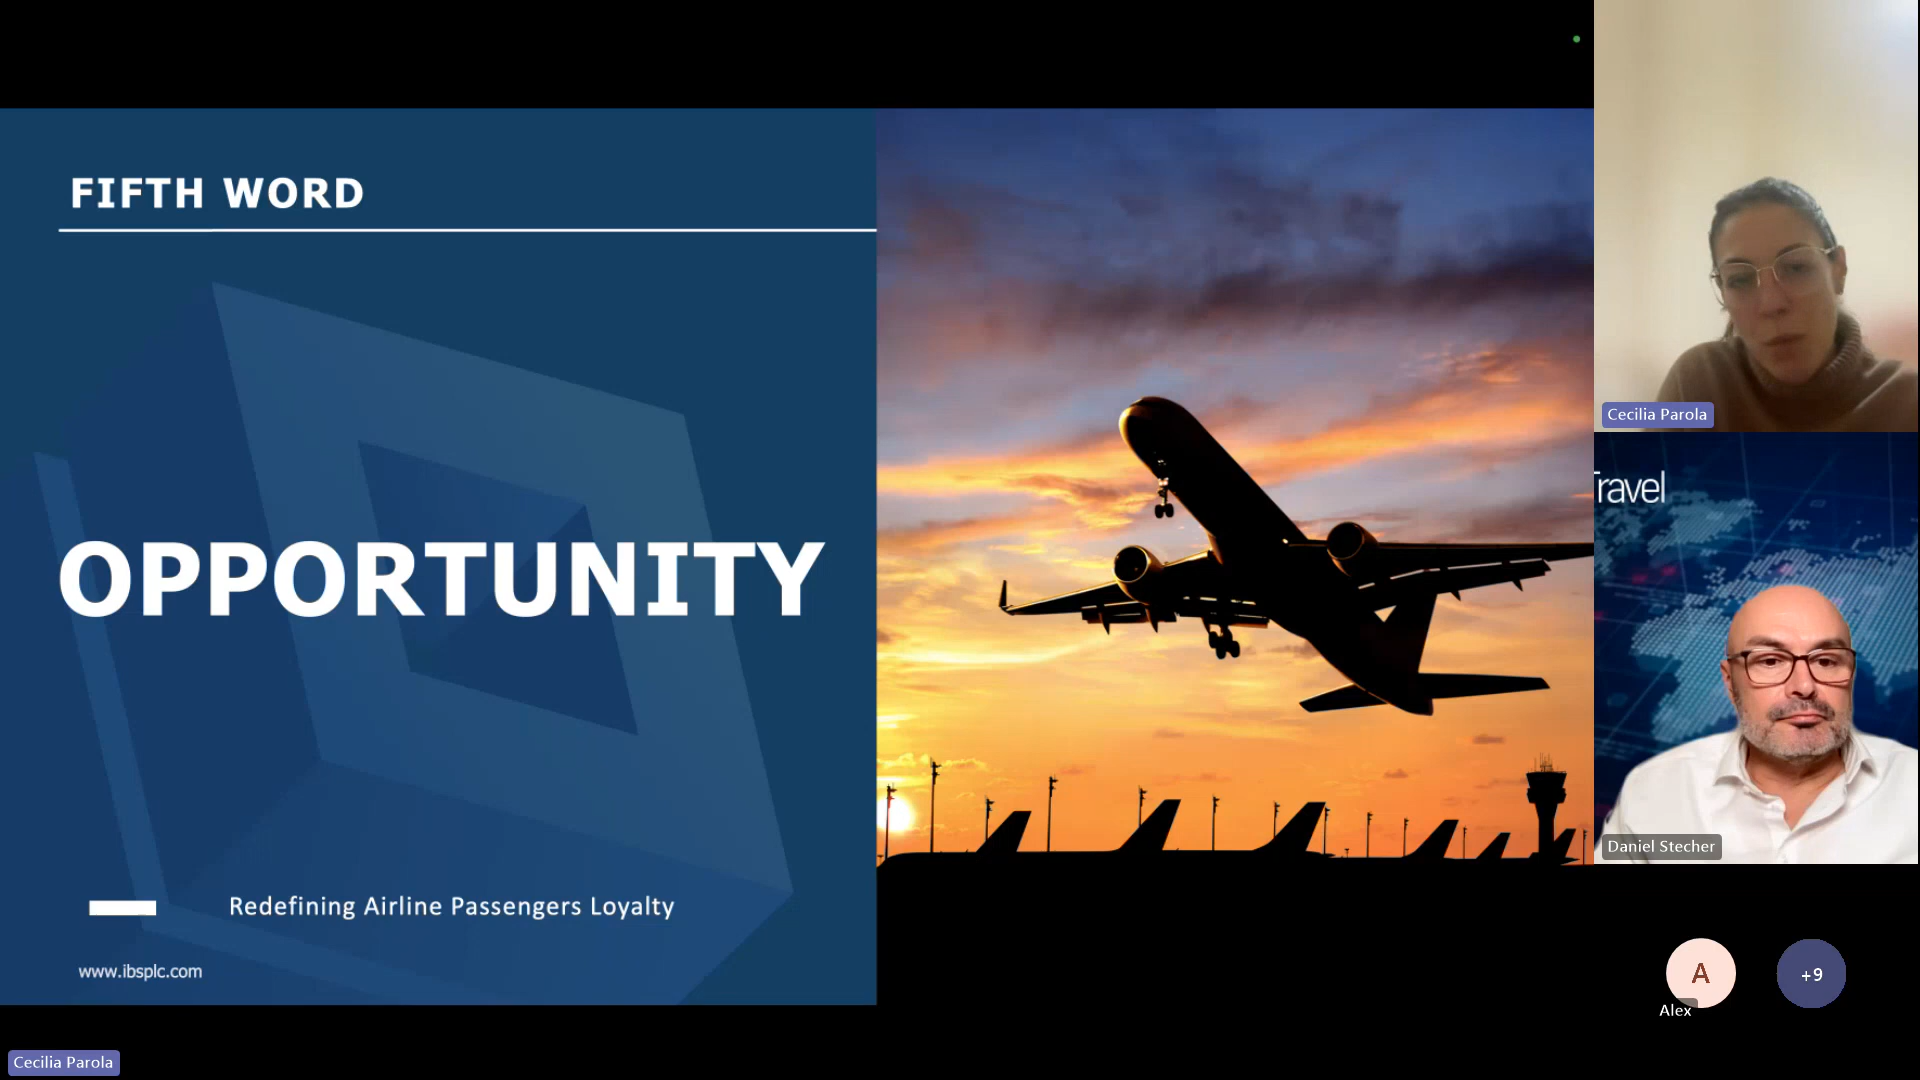 FIFTH WORD
OPPORTUNITY
Redefining Airline Passengers Loyalty
www.ibsplc.com
Cecilia Parola
Cecilia Parola
Travel
Daniel Stecher
A
Alex
+9